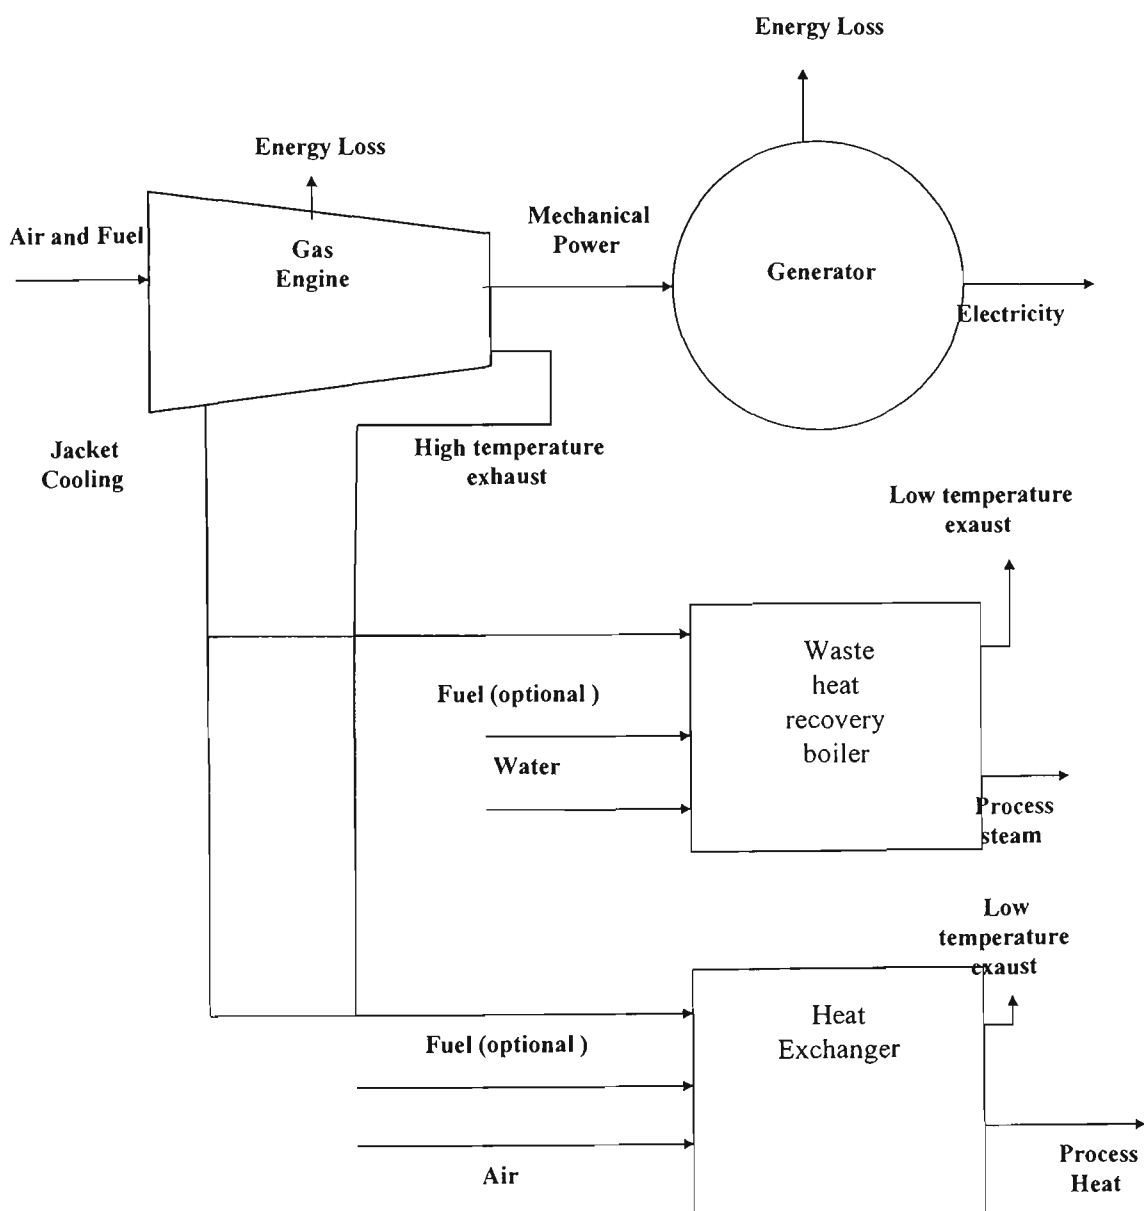 Energy Loss
Energy Loss
Air and Fuel
Gas
Engine
Mechanical
Power
Generator
Electricity
Jacket
Cooling
High temperature
exhaust
Low temperature
exaust
Waste
heat
recovery
boiler
Fuel (optional )
Water
Process
steam
Low
temperature
exaust
Heat
Exchanger
Fuel (optional )
Air
Process
Heat